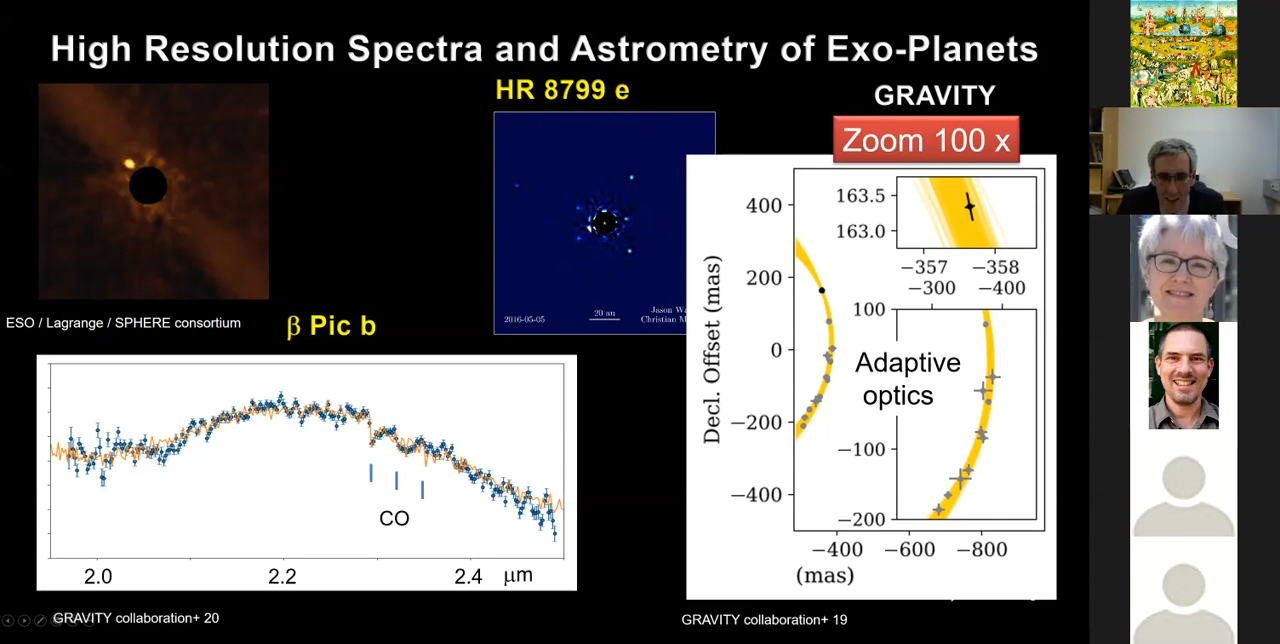 High Resolution Spectra and Astrometry of Exo-Planets
HR 8799 e
GRAVITY
Zoom 100 x
ESO / Lagrange / SPHERE consortium
β Pic b
2016-05-05
20 au
Jason
Christian
CO
2.0 2.2 2.4 μm
GRAVITY collaboration+ 20
Decl. Offset (mas)
400
200
0
−200
−400
163.5
163.0
−357 −358
−300 −400
100
Adaptive
optics
−100
−200
−400 −600 −800
(mas)
GRAVITY collaboration+ 19